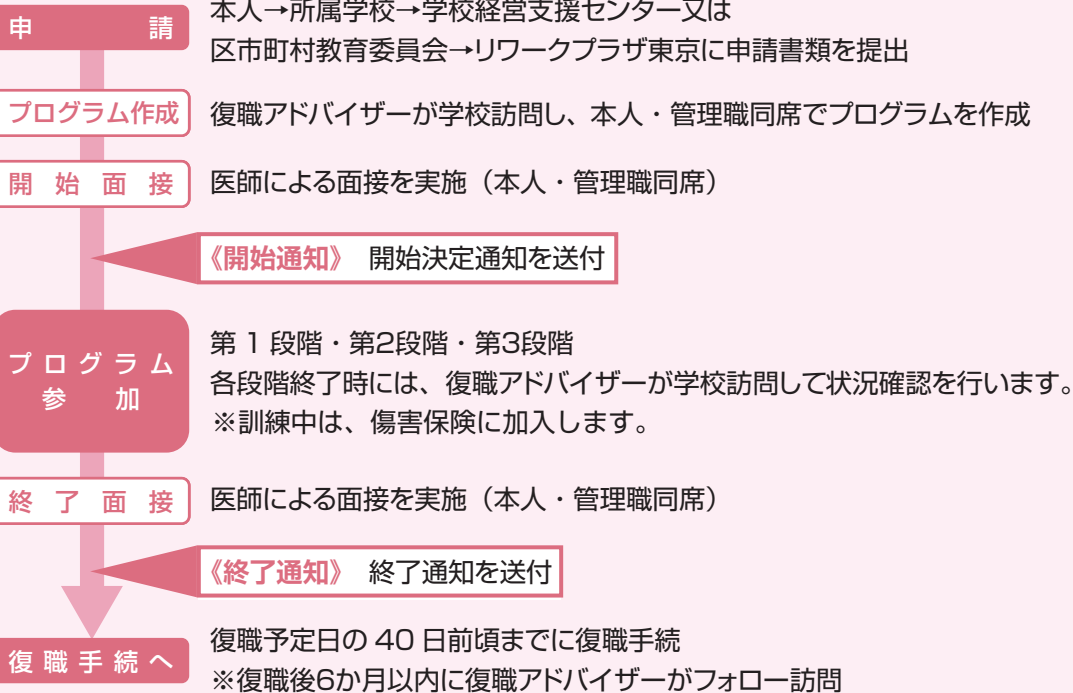 申請
本人→所属学校→学校経営支援センター又は
区市町村教育委員会→リワークプラザ東京に申請書類を提出
プログラム作成
復職アドバイザーが学校訪問し、本人・管理職同席でプログラムを作成
開始面接
医師による面接を実施（本人・管理職同席）
《開始通知》 開始決定通知を送付
プログラム
参加
第1段階・第2段階・第3段階
各段階終了時には、復職アドバイザーが学校訪問して状況確認を行います。
※訓練中は、傷害保険に加入します。
終了面接
医師による面接を実施（本人・管理職同席）
《終了通知》 終了通知を送付
復職手続へ
復職予定日の40日前頃までに復職手続
※復職後6か月以内に復職アドバイザーがフォロー訪問